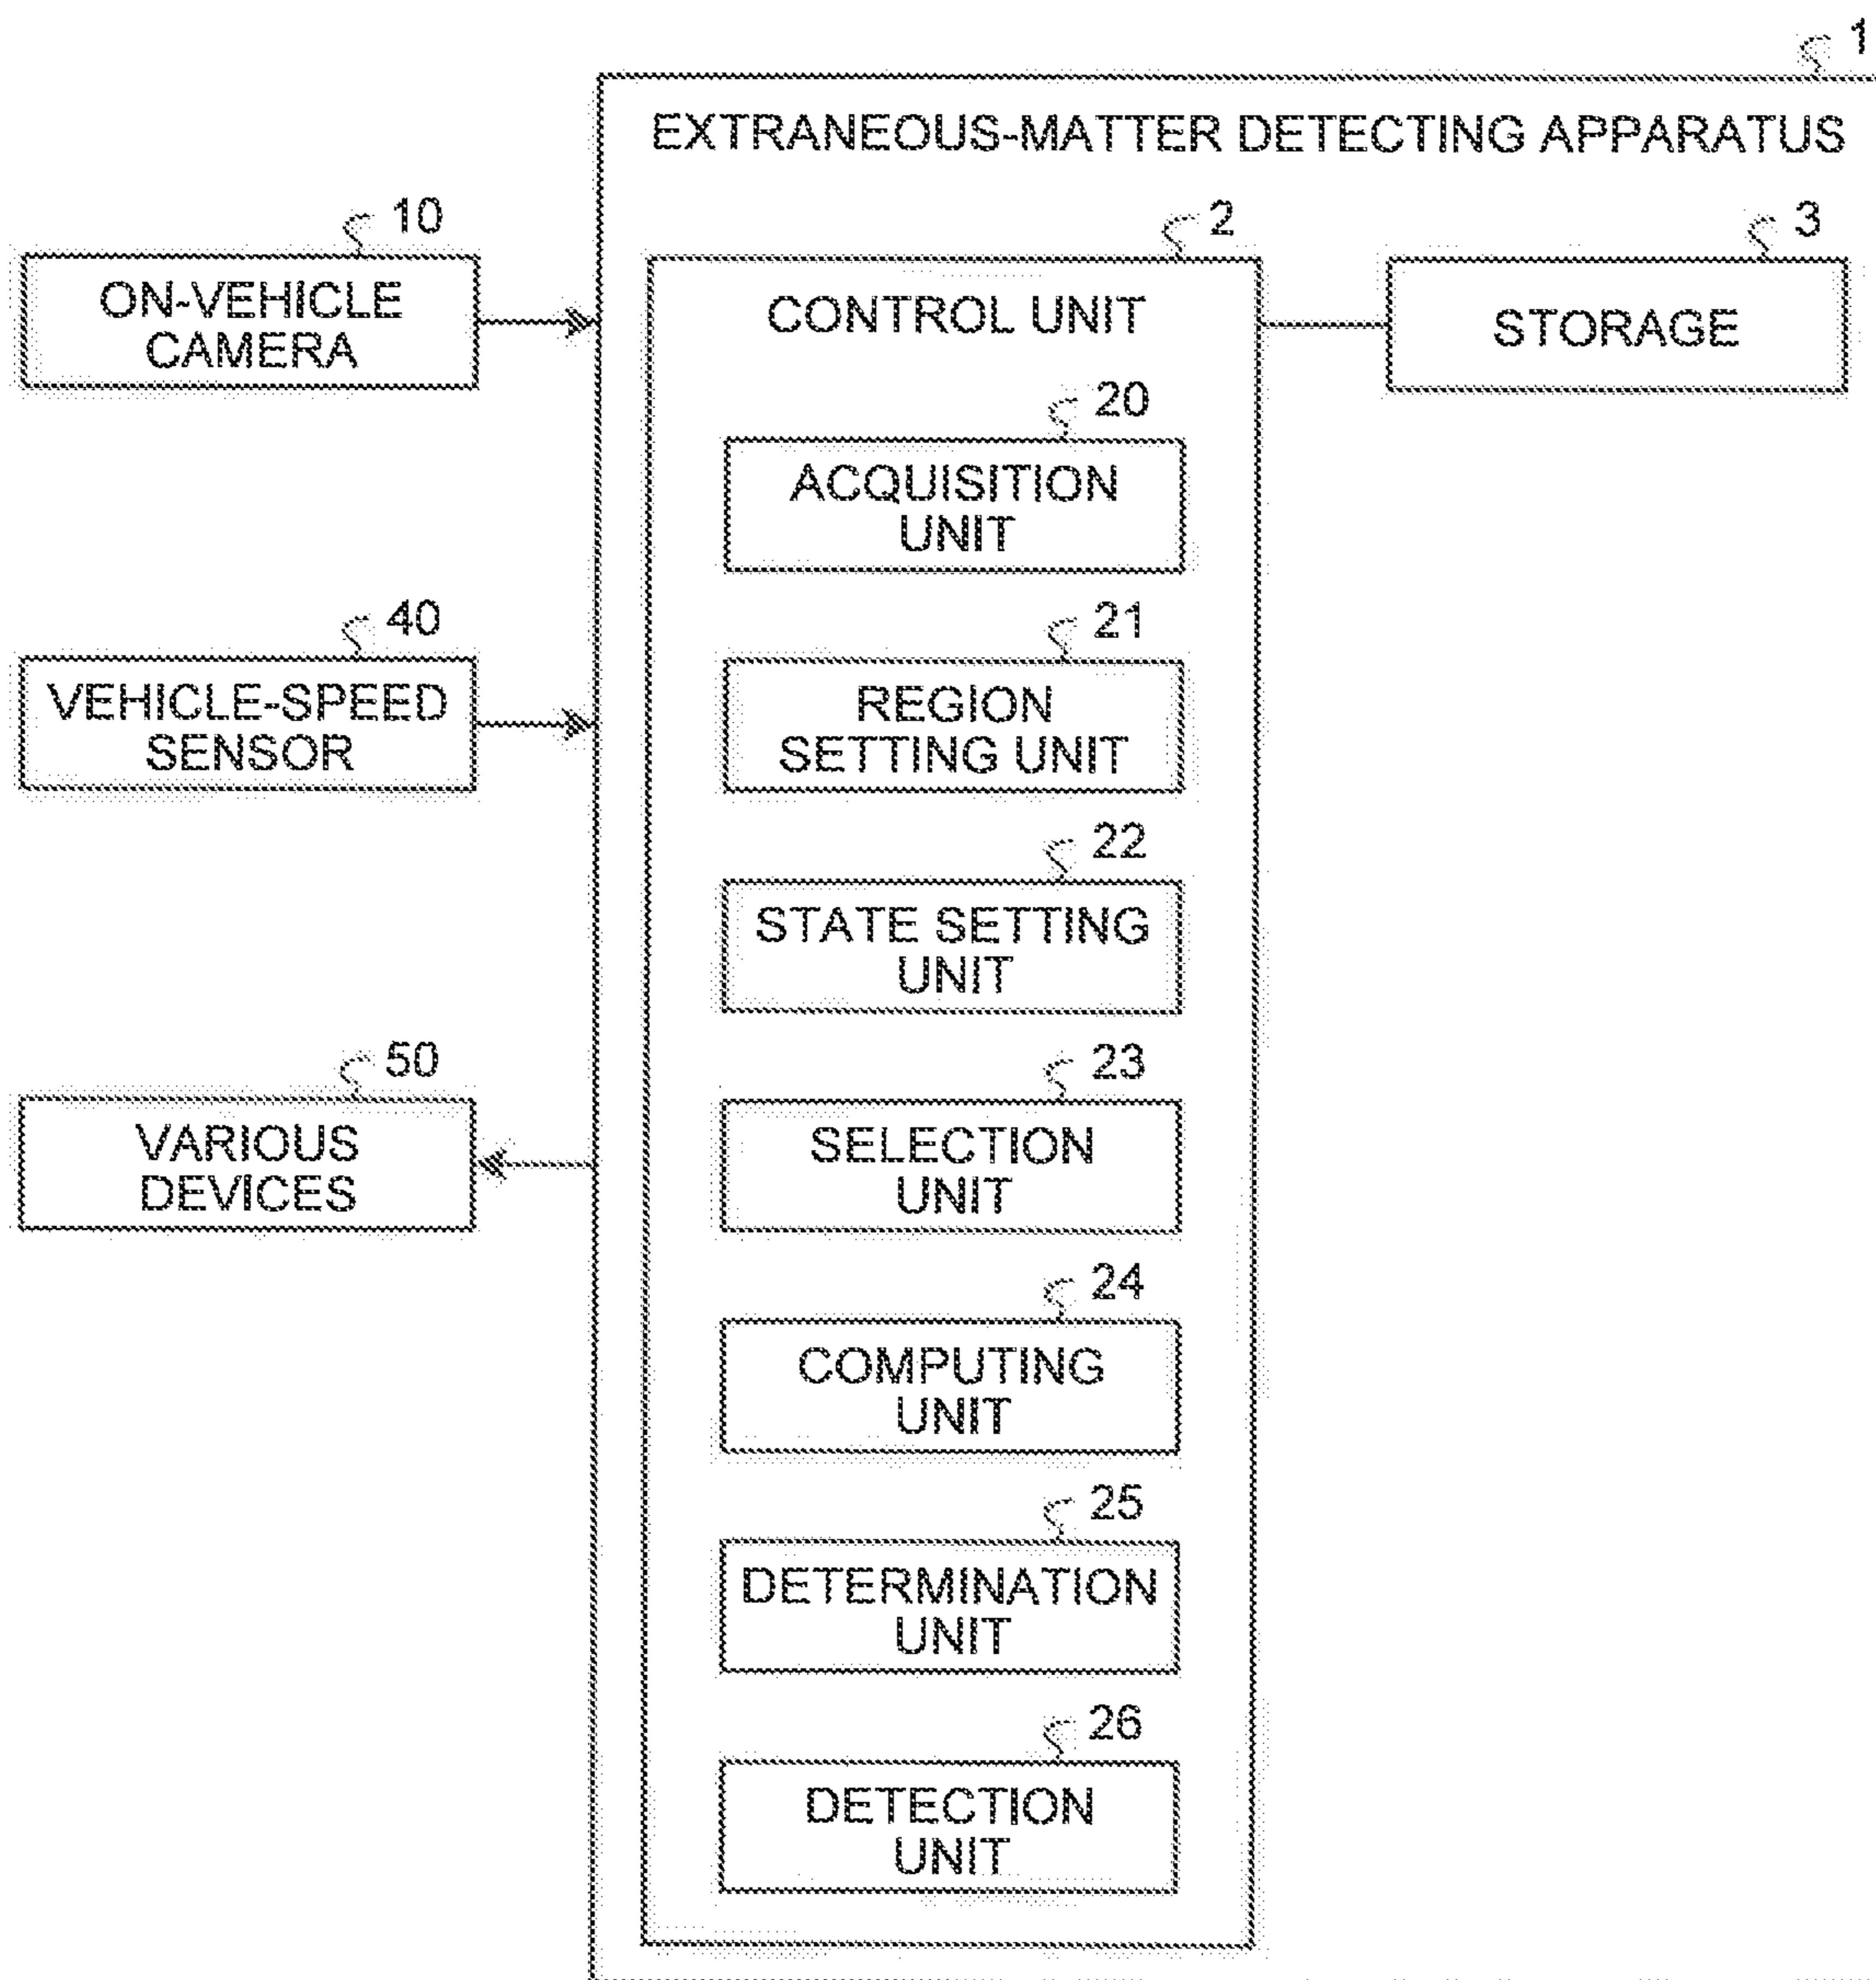 1
EXTRANEOUS-MATTER DETECTING APPARATUS
10
ON-VEHICLE
CAMERA
2
CONTROL UNIT
3
STORAGE
20
ACQUISITION
UNIT
40
VEHICLE-SPEED
SENSOR
21
REGION
SETTING UNIT
22
STATE SETTING
UNIT
50
VARIOUS
DEVICES
23
SELECTION
UNIT
24
COMPUTING
UNIT
25
DETERMINATION
UNIT
26
DETECTION
UNIT